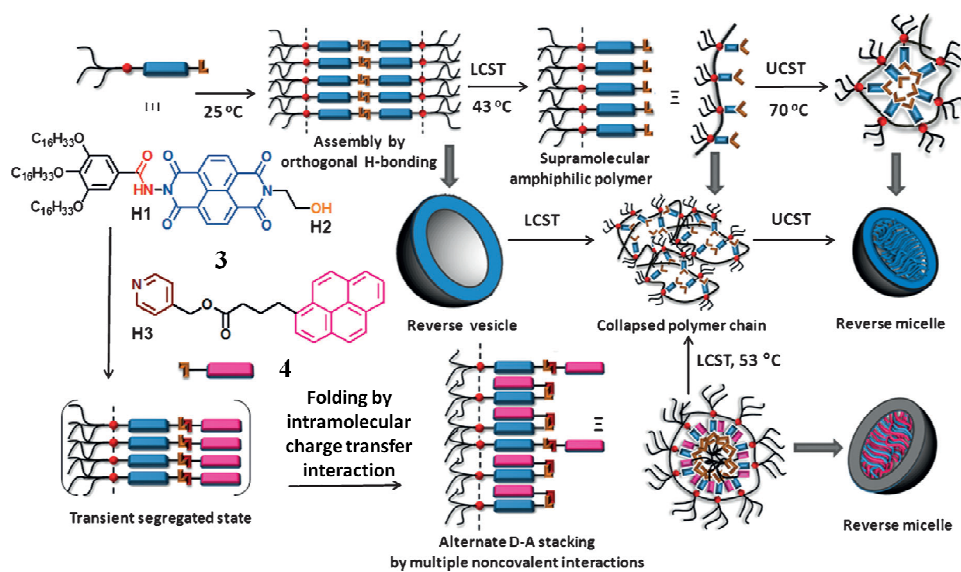 25 °C
Assembly by
orthogonal H-bonding
LCST
43 °C
Supramolecular
amphiphilic polymer
UCST
70 °C
C16H33O
C16H33O
C16H33O
O
HN
H1
N
O
O
O
O
N
OH
H2
3
Reverse vesicle
LCST
Collapsed polymer chain
UCST
Reverse micelle
N
H3
O
O
4
LCST, 53 °C
Transient segregated state
Folding by
intramolecular
charge transfer
interaction
Alternate D-A stacking
by multiple noncovalent interactions
Reverse micelle